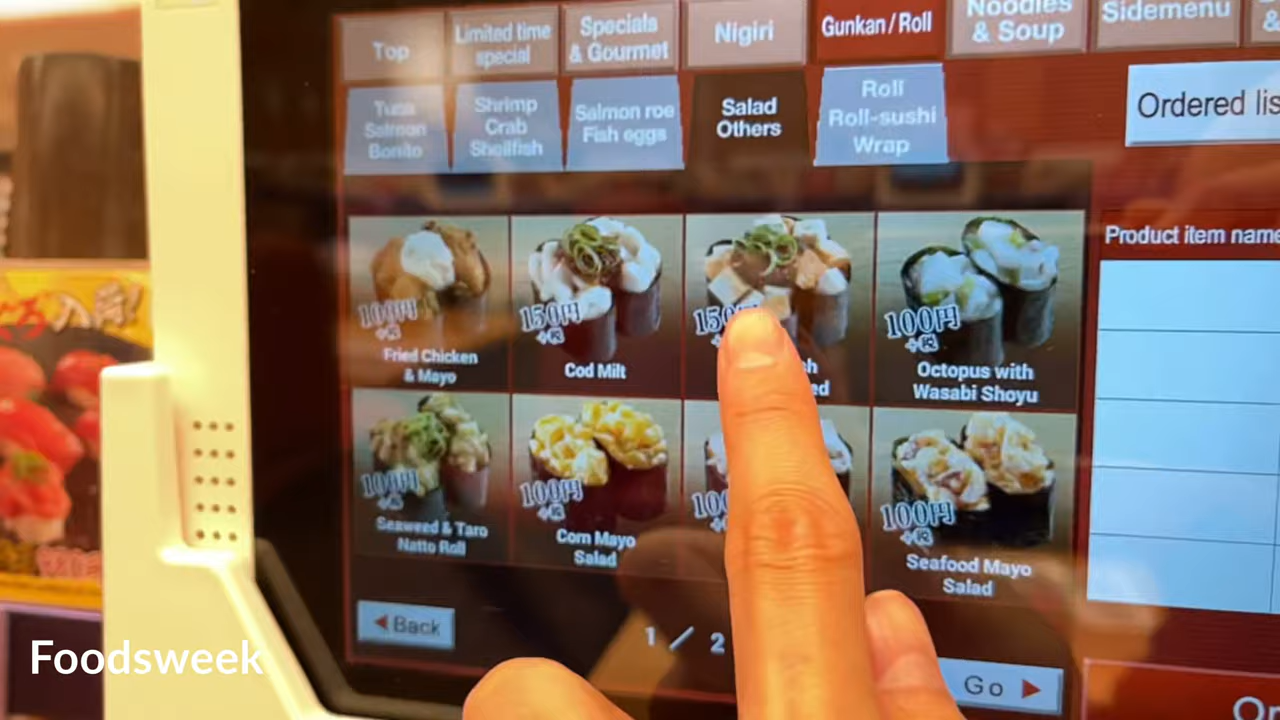 Top
Limited time
special
Specials
& Gourmet
Nigiri
Gunkan / Roll
Noodles
& Soup
Sidemenu
&
Tuna
Salmon
Bonito
Shrimp
Crab
Shellfish
Salmon roe
Fish eggs
Salad
Others
Roll
Roll-sushi
Wrap
Ordered lis
Product item name
100円
+税
Fried Chicken
& Mayo
150円
+税
Cod Milt
150
h
ed
100円
+税
Octopus with
Wasabi Shoyu
100円
+税
Seaweed & Taro
Natto Roll
100円
+税
Corn Mayo
Salad
100
100円
+税
Seafood Mayo
Salad
Back
1 / 2
Go
Or
Foodsweek